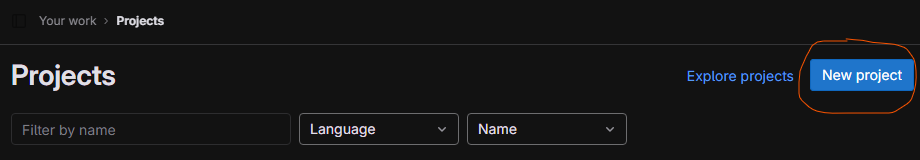 Your work › Projects
Projects
Explore projects
New project
Filter by name
Language
Name